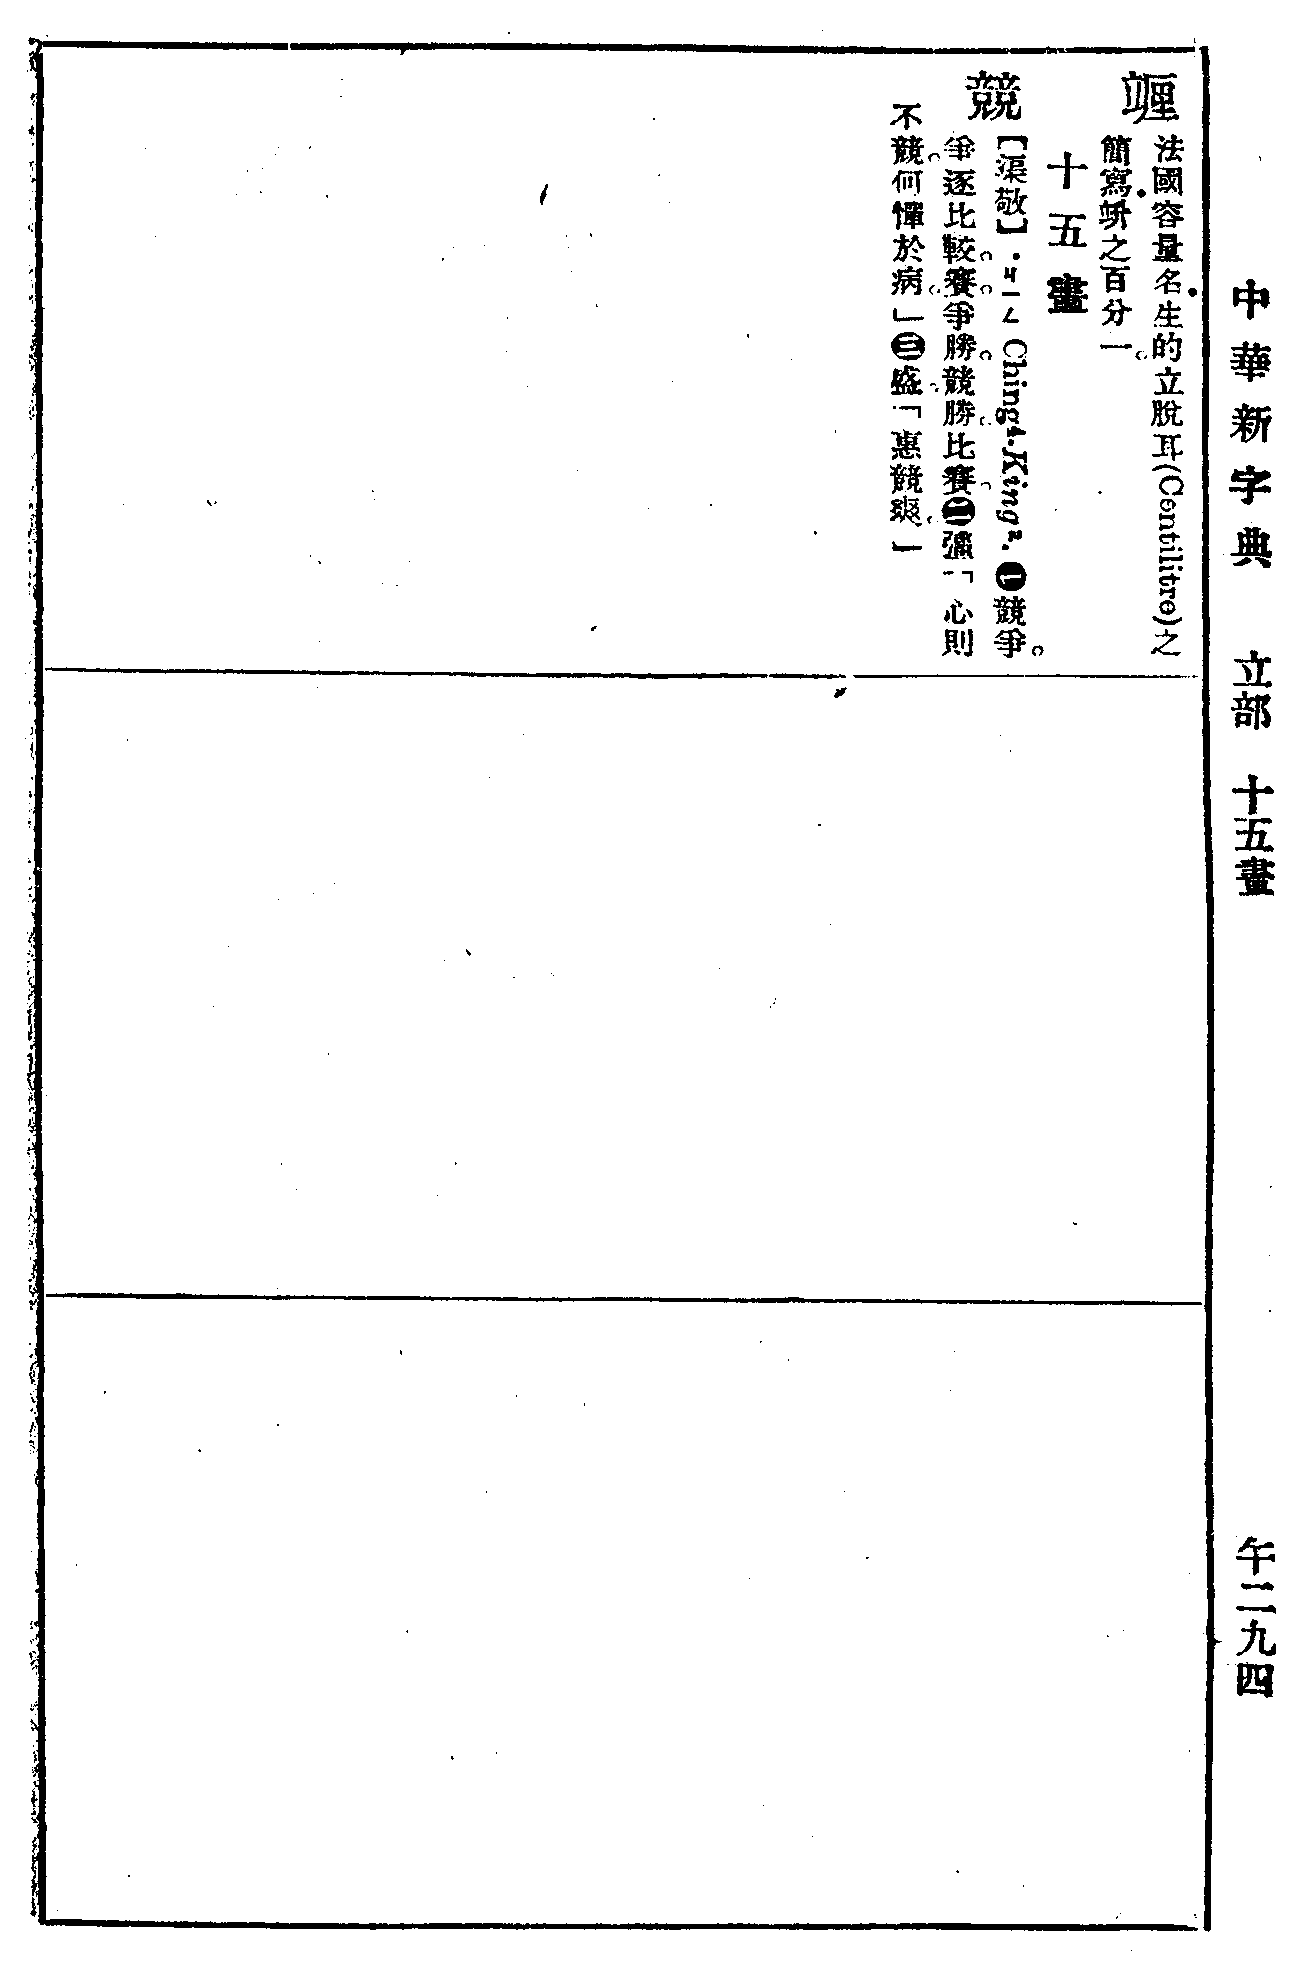 中華新字典　立部　十五畫　午二九四
竰
法國容量名．生的立脫耳(Centilitre)之
簡寫．竔之百分一。
十五畫
競
【渠敬】．ㄐㄧㄥ Ching⁴.King². ㊀競爭。
爭逐比較。賽。爭勝。競勝。比賽。㊁彊「心則
不競。何憚於病。」㊂盛。「惠競爽。」